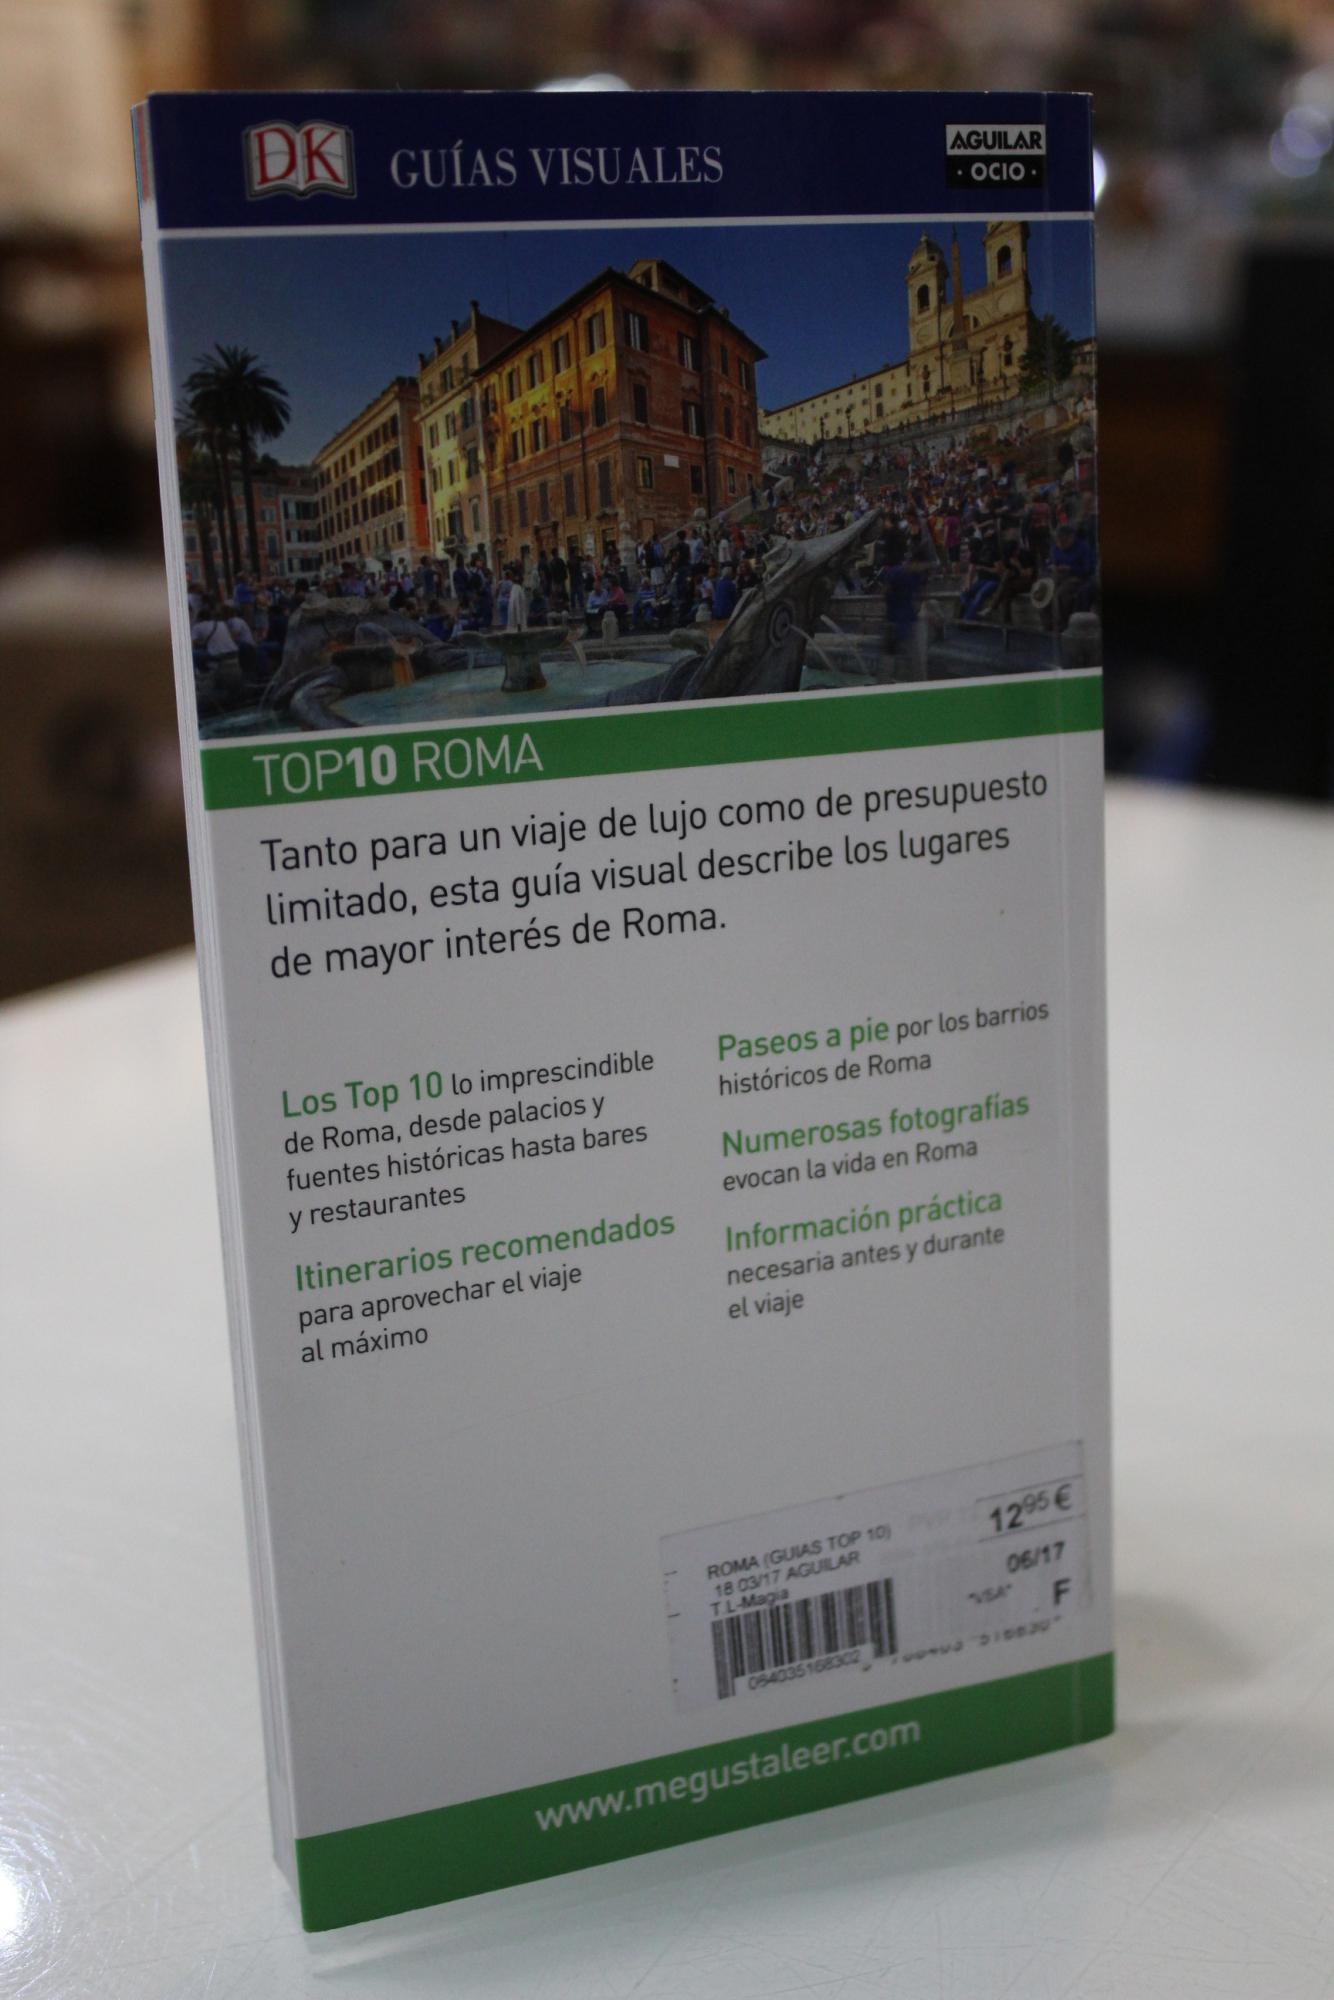 DK GUÍAS VISUALES
AGUILAR
· OCIO ·
TOP10 ROMA
Tanto para un viaje de lujo como de presupuesto
limitado, esta guía visual describe los lugares
de mayor interés de Roma.
Los Top 10 lo imprescindible
de Roma, desde palacios y
fuentes históricas hasta bares
y restaurantes
Itinerarios recomendados
para aprovechar el viaje
al máximo
Paseos a pie por los barrios
históricos de Roma
Numerosas fotografías
evocan la vida en Roma
Información práctica
necesaria antes y durante
el viaje
ROMA (GUIAS TOP 10)
18 03/17 AGUILAR
T.L-Magia
064035168302
12⁹⁵ €
06/17
"VSA" F
www.megustaleer.com